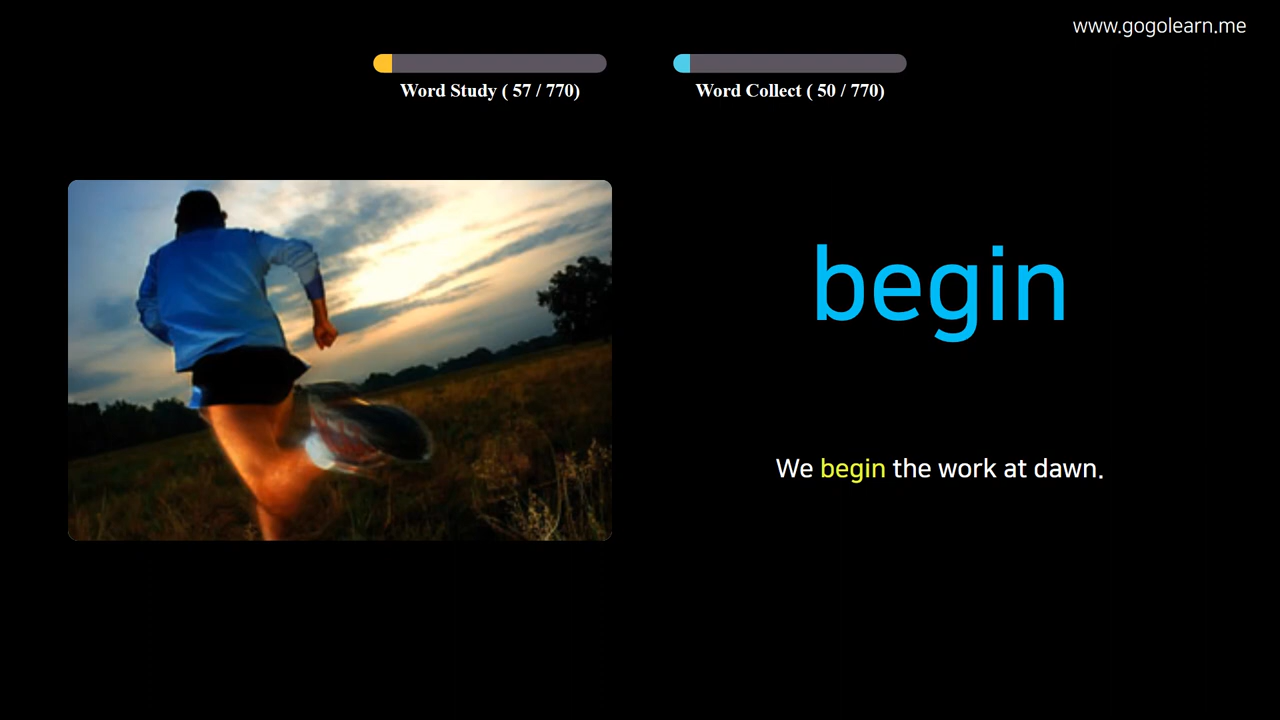 www.gogolearn.me
Word Study ( 57 / 770)
Word Collect ( 50 / 770)
begin
We begin the work at dawn.